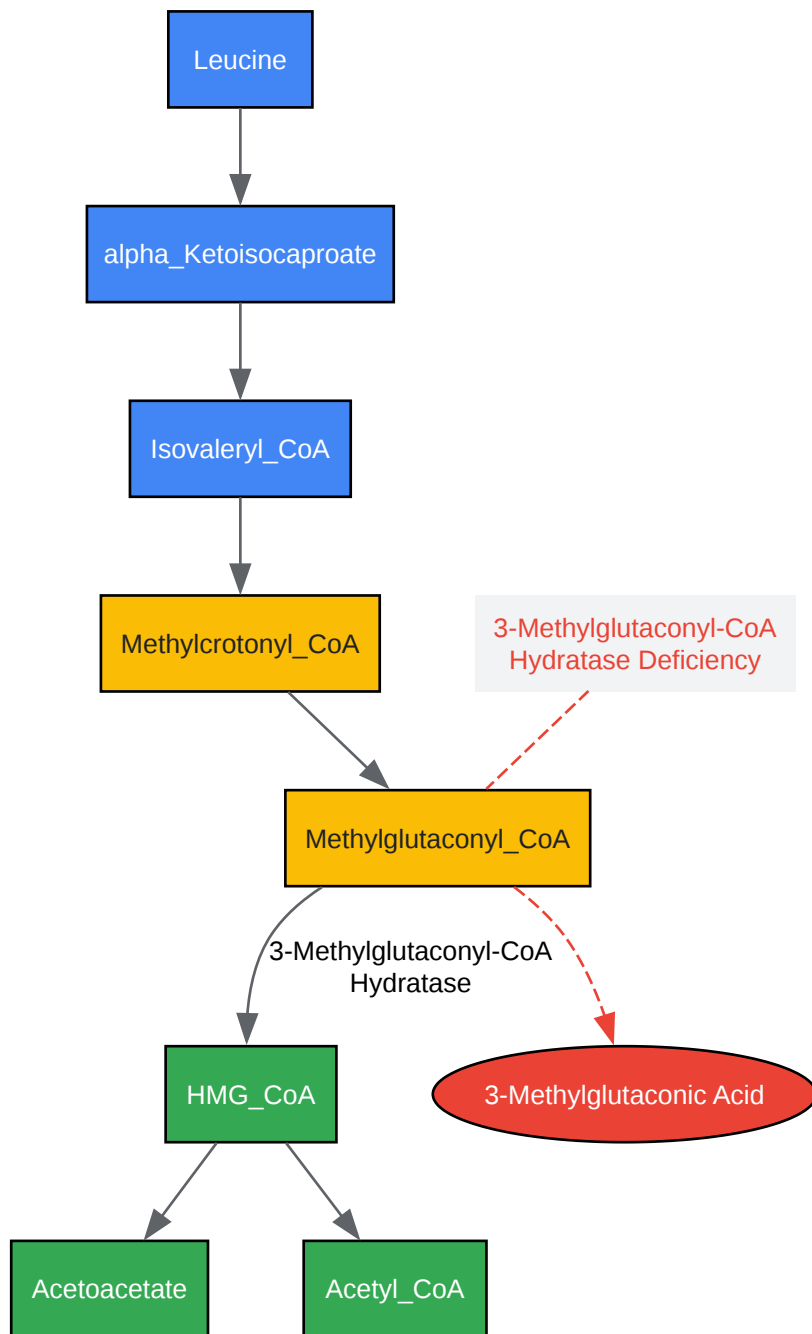 Leucine
alpha_Ketoisocaproate
Isovaleryl_CoA
Methylcrotonyl_CoA
3-Methylglutaconyl-CoA
Hydratase Deficiency
Methylglutaconyl_CoA
3-Methylglutaconyl-CoA
Hydratase
HMG_CoA
3-Methylglutaconic Acid
Acetoacetate
Acetyl_CoA